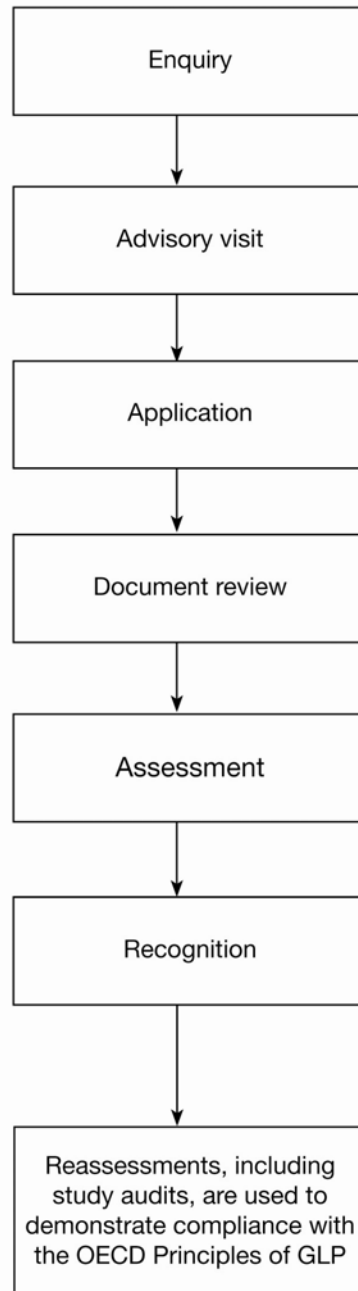 Enquiry
Advisory visit
Application
Document review
Assessment
Recognition
Reassessments, including
study audits, are used to
demonstrate compliance with
the OECD Principles of GLP